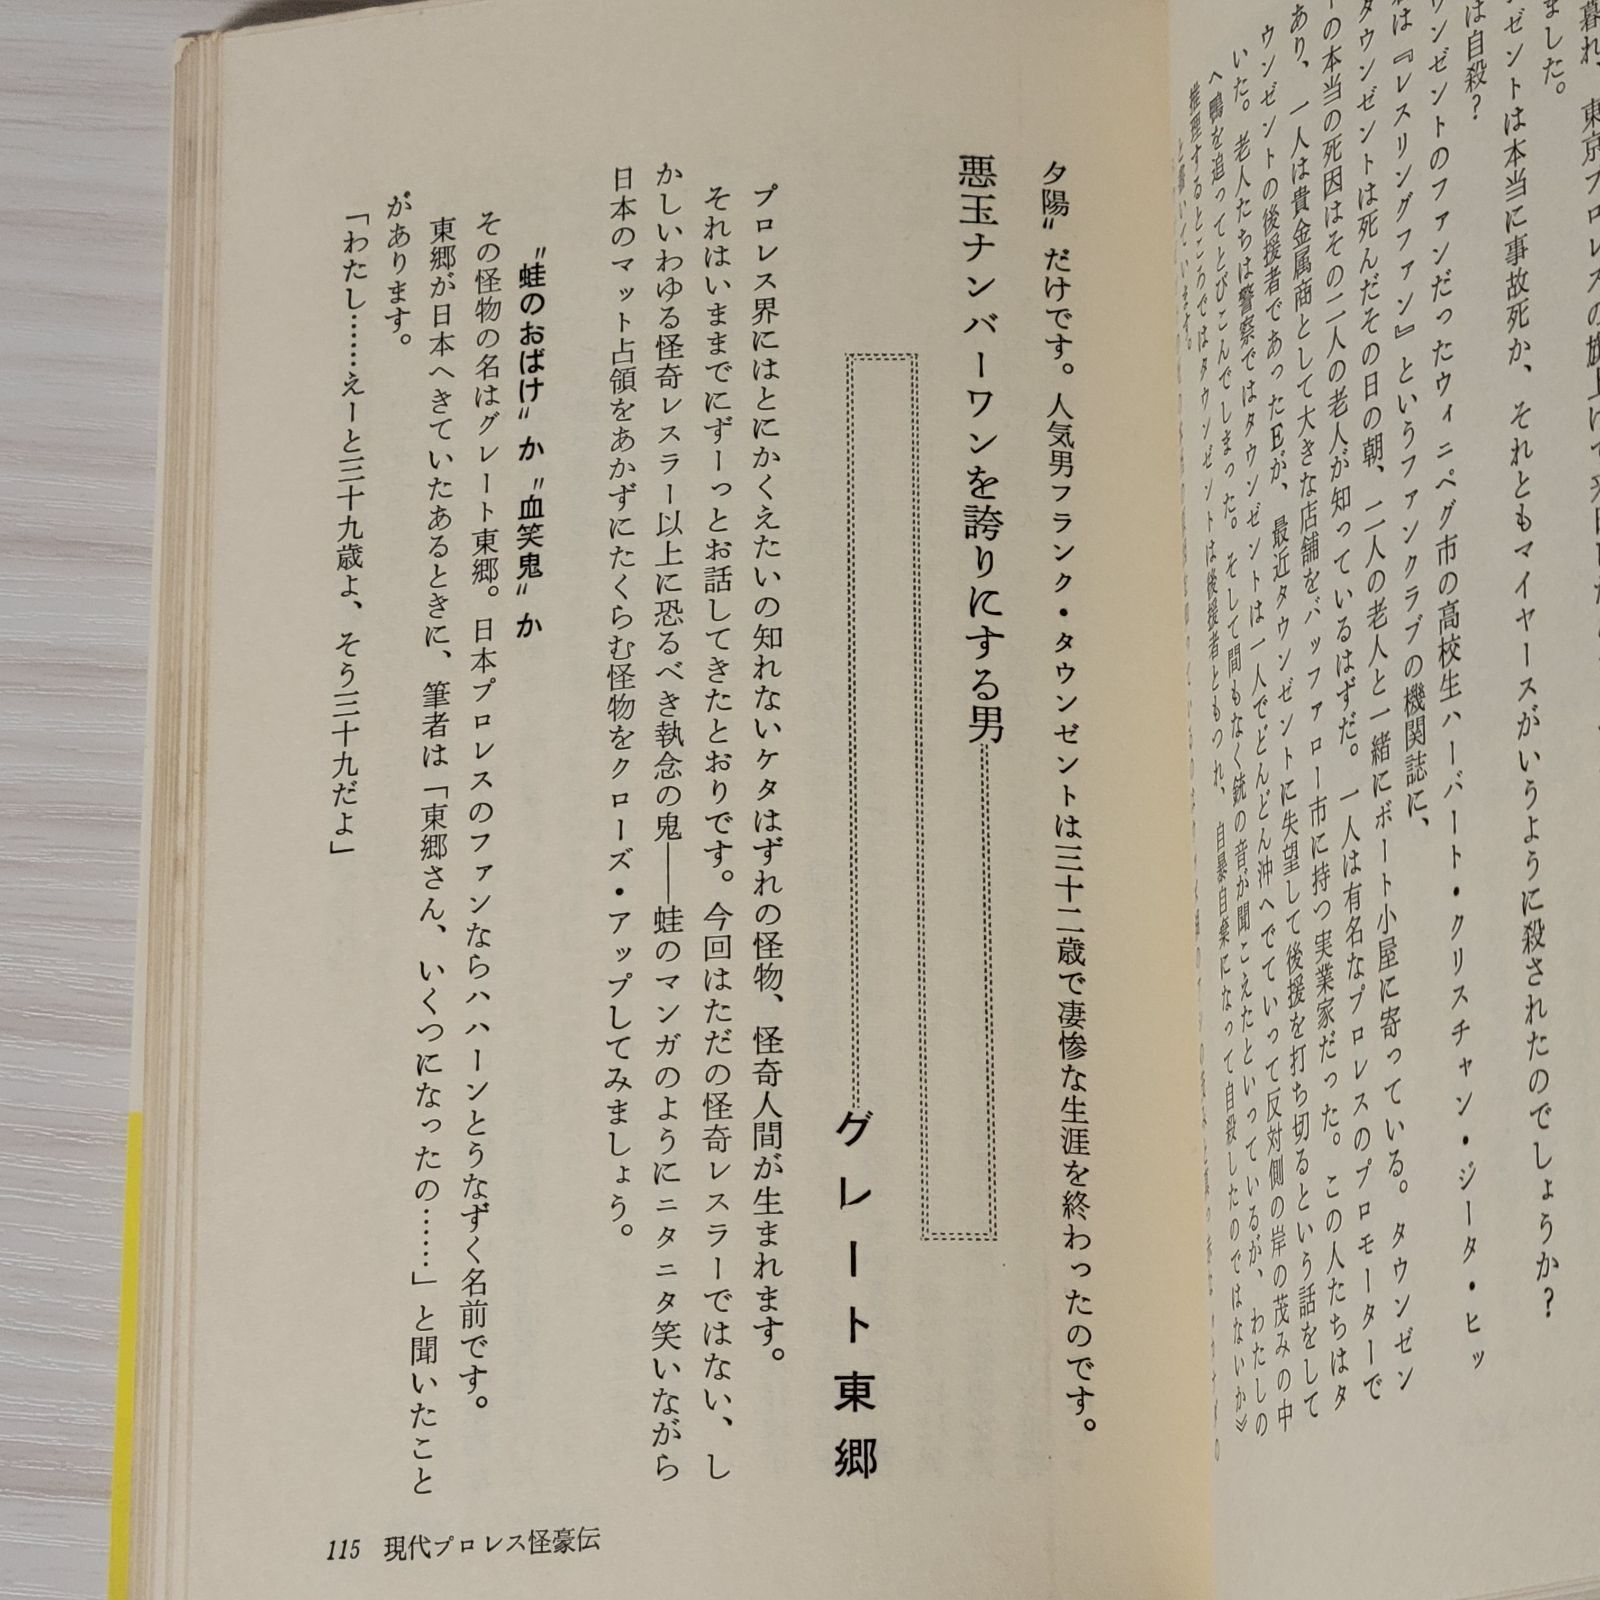 暮れ、東京プロレスの旗上げで来日した
ました。
ゼントは本当に事故死か、それともマイヤースがいうように殺されたのでしょうか？
は自殺？
ウンゼントのファンだったウィニペグ市の高校生ハーバート・クリスチャン・ジータ・ヒッ
は『レスリングファン』というファンクラブの機関誌に、
タウンゼントは死んだその日の朝、二人の老人と一緒にボート小屋に寄っている。タウンゼン
の本当の死因はその二人の老人が知っているはずだ。一人は有名なプロレスのプロモーターで
あり、一人は貴金属商として大きな店舗をバッファロー市に持つ実業家だった。この人たちはタ
ウンゼントの後援者であったＥが、最近タウンゼントに失望して後援を打ち切るという話をして
いた。老人たちは警察ではタウンゼントは一人でどんどん沖へでていって反対側の岸の茂みの中
へ鴨を追ってとびこんでしまった。そして間もなく銃の音が聞こえたといっているが、わたしの
推理するところではタウンゼントは後援者ともつれ、自暴自棄になって自殺したのではないか》
と書いています。
夕陽〟だけです。人気男フランク・タウンゼントは三十二歳で凄惨な生涯を終わったのです。
悪玉ナンバーワンを誇りにする男
グレート東郷
プロレス界にはとにかくえたいの知れないケタはずれの怪物、怪奇人間が生まれます。
それはいままでにずーっとお話してきたとおりです。今回はただの怪奇レスラーではない、し
かしいわゆる怪奇レスラー以上に恐るべき執念の鬼――蛙のマンガのようにニタニタ笑いながら
日本のマット占領をあかずにたくらむ怪物をクローズ・アップしてみましょう。
〝蛙のおばけ〟か〝血笑鬼〟か
その怪物の名はグレート東郷。日本プロレスのファンならハハーンとうなずく名前です。
東郷が日本へきていたあるときに、筆者は「東郷さん、いくつになったの……」と聞いたこと
があります。
「わたし……えーと三十九歳よ、そう三十九だよ」
115 現代プロレス怪豪伝